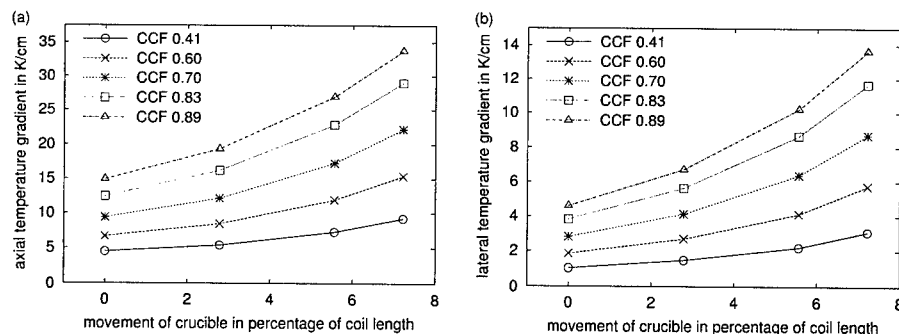 (a)
axial temperature gradient in K/cm
35
30
25
20
15
10
5
0
CCF 0.41
CCF 0.60
CCF 0.70
CCF 0.83
CCF 0.89
0 2 4 6 8
movement of crucible in percentage of coil length
(b)
lateral temperature gradient in K/cm
14
12
10
8
6
4
2
0
CCF 0.41
CCF 0.60
CCF 0.70
CCF 0.83
CCF 0.89
0 2 4 6 8
movement of crucible in percentage of coil length